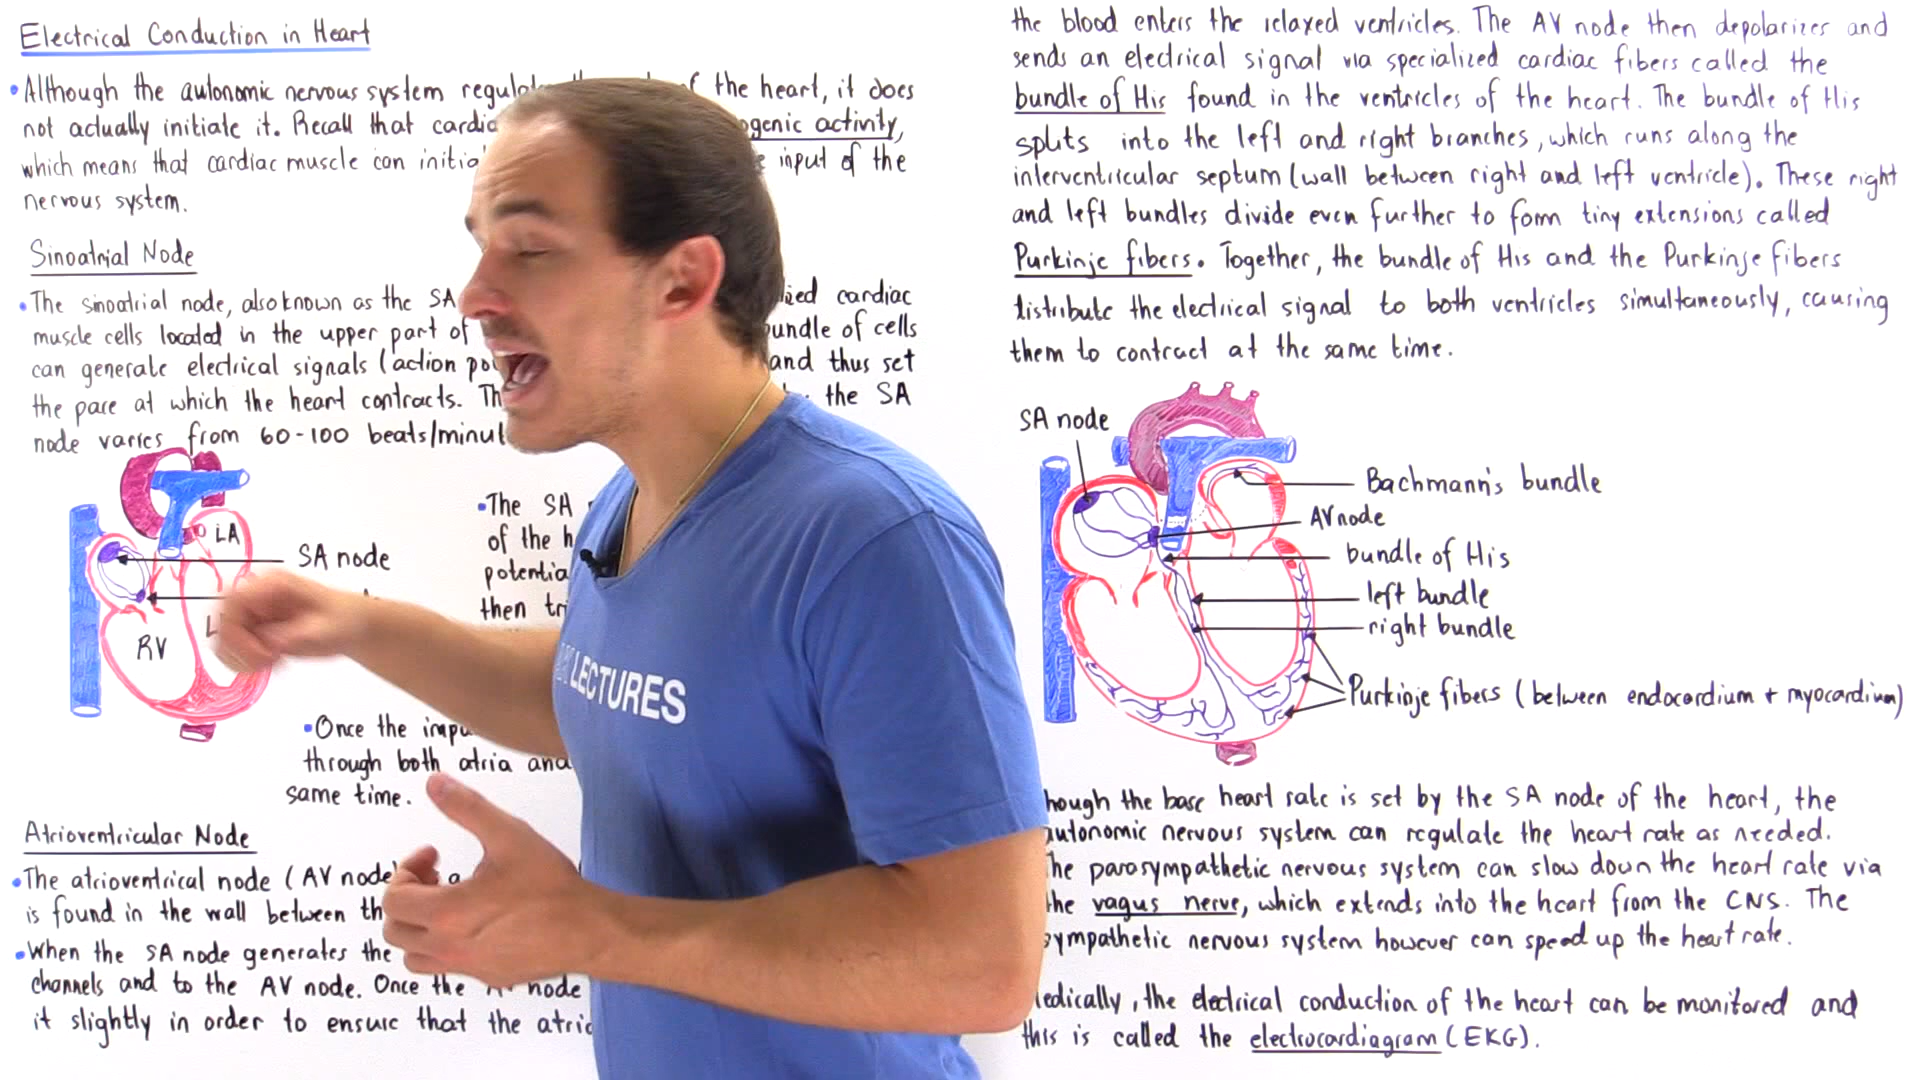 Electrical Conduction in Heart
• Although the autonomic nervous system of the heart, it does
not actually initiate it. Recall that ogenic activity,
which means that cardiac muscle can input of the
nervous system.
Sinoatrial Node
• The sinoatrial node, also known as the SA cardiac
muscle cells located in the upper part of bundle of cells
can generate electrical signals (action and thus set
the pace at which the heart contracts. the SA
node varies from 60-100 beats/minut
LA
SA node
RV
• The SA
of the h
potentia
then tri
• Once the impu
through both atria and
same time.
Atrioventricular Node
• The atrioventrical node (AV node) a
is found in the wall between th
• When the SA node generates the
channels and to the AV node. Once the AV node
it slightly in order to ensure that the atri
LECTURES
the blood enters the relaxed ventricles. The AV node then depolarizes and
sends an electrical signal via specialized cardiac fibers called the
bundle of His found in the ventricles of the heart. The bundle of His
splits into the left and right branches, which runs along the
interventricular septum (wall between right and left ventricle). These right
and left bundles divide even further to form tiny extensions called
Purkinje fibers. Together, the bundle of His and the Purkinje fibers
distribute the electrical signal to both ventricles simultaneously, causing
them to contract at the same time.
SA node
Bachmann's bundle
AV node
bundle of His
left bundle
right bundle
Purkinje fibers (between endocardium + myocardium)
hough the base heart rate is set by the SA node of the heart, the
autonomic nervous system can regulate the heart rate as needed.
The parasympathetic nervous system can slow down the heart rate via
the vagus nerve, which extends into the heart from the CNS. The
sympathetic nervous system however can speed up the heart rate.
edically, the electrical conduction of the heart can be monitored and
this is called the electrocardiagram (EKG).